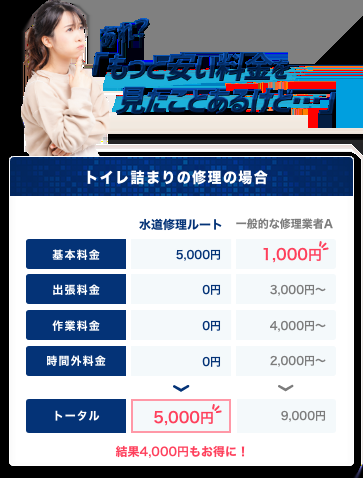 あれ？
「もっと安い料金を
見たことあるけど…」
トイレ詰まりの修理の場合
水道修理ルート 一般的な修理業者A
基本料金 5,000円 1,000円
出張料金 0円 3,000円〜
作業料金 0円 4,000円〜
時間外料金 0円 2,000円〜
トータル 5,000円 9,000円
結果4,000円もお得に！